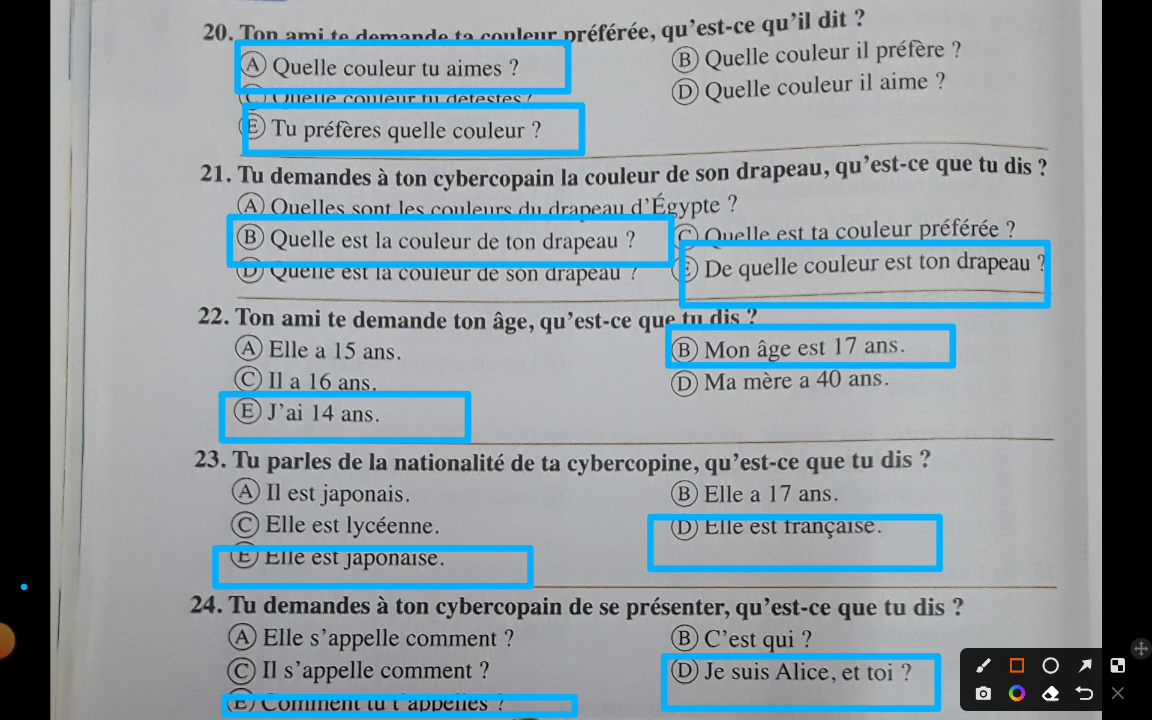 20. Ton ami te demande ta couleur préférée, qu'est-ce qu'il dit ?
Ⓐ Quelle couleur tu aimes ?
Ⓑ Quelle couleur il préfère ?
Ⓒ Quelle couleur tu détestes?
Ⓓ Quelle couleur il aime ?
Ⓔ Tu préfères quelle couleur ?
21. Tu demandes à ton cybercopain la couleur de son drapeau, qu'est-ce que tu dis ?
Ⓐ Quelles sont les couleurs du drapeau d'Égypte ?
Ⓑ Quelle est la couleur de ton drapeau ?
Ⓒ Quelle est ta couleur préférée ?
Ⓓ Quelle est la couleur de son drapeau ?
Ⓔ De quelle couleur est ton drapeau ?
22. Ton ami te demande ton âge, qu'est-ce que tu dis ?
Ⓐ Elle a 15 ans.
Ⓑ Mon âge est 17 ans.
Ⓒ Il a 16 ans.
Ⓓ Ma mère a 40 ans.
Ⓔ J'ai 14 ans.
23. Tu parles de la nationalité de ta cybercopine, qu'est-ce que tu dis ?
Ⓐ Il est japonais.
Ⓑ Elle a 17 ans.
Ⓒ Elle est lycéenne.
Ⓓ Elle est française.
Ⓔ Elle est japonaise.
24. Tu demandes à ton cybercopain de se présenter, qu'est-ce que tu dis ?
Ⓐ Elle s'appelle comment ?
Ⓑ C'est qui ?
Ⓒ Il s'appelle comment ?
Ⓓ Je suis Alice, et toi ?
Ⓔ Comment tu t'appelles ?